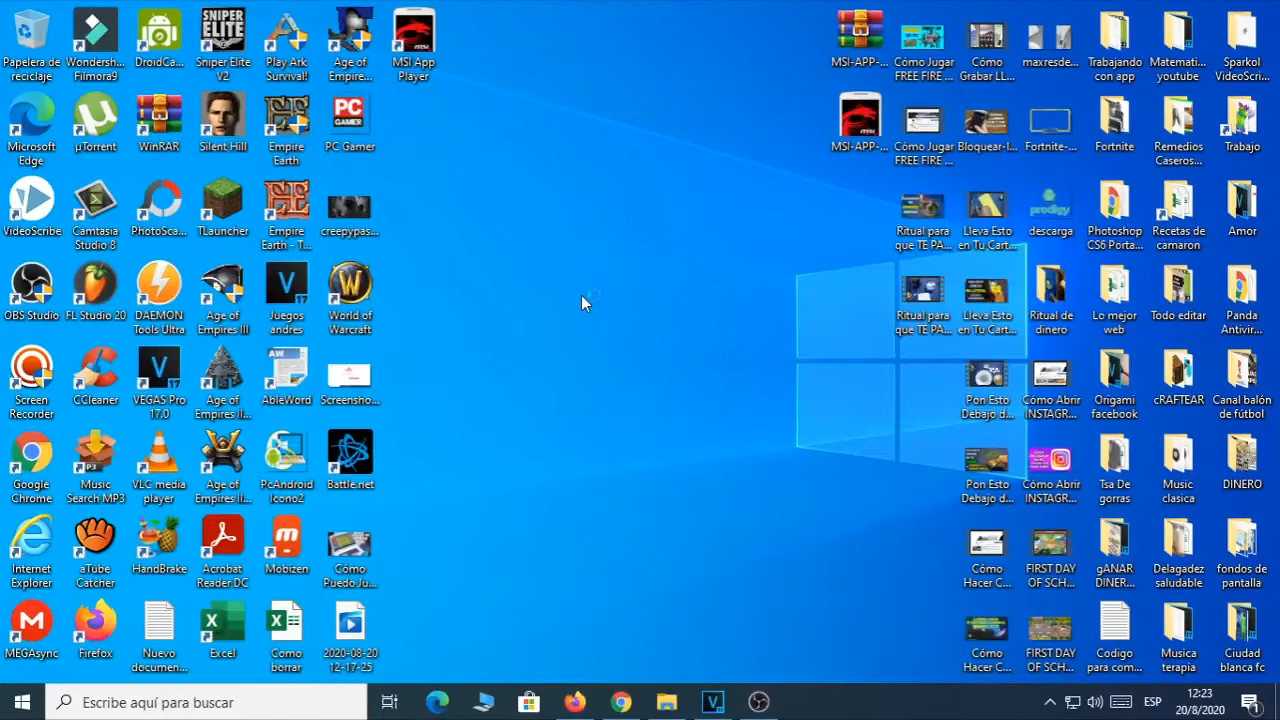 Papelera de
reciclaje
Wondersh...
Filmora9
DroidCa...
SNIPER
ELITE
V2
Sniper Elite
V2
Play Ark
Survival!
Age of
Empire...
msi
MSI App
Player
MSI-APP-...
Cómo Jugar
FREE FIRE ...
Cómo
Grabar LL...
maxresde...
Trabajando
con app
Matemati...
youtube
Sparkol
VideoScri...
Microsoft
Edge
µTorrent
WinRAR
Silent Hill
Empire
Earth
PC
GAMER
PC Gamer
MSI-APP-...
Cómo Jugar
FREE FIRE ...
Bloquear-l...
Fortnite-...
Fortnite
Remedios
Caseros...
Trabajo
VideoScribe
Camtasia
Studio 8
PhotoSca...
TLauncher
Empire
Earth - T...
creepypas...
Ritual para
que TE PA...
Lleva Esto
en Tu Cart...
prodigy
descarga
Photoshop
CS6 Porta...
Recetas de
camaron
Amor
OBS Studio
FL Studio 20
DAEMON
Tools Ultra
Age of
Empires III
V
17
Juegos
andres
World of
Warcraft
Ritual para
que TE PA...
Lleva Esto
en Tu Cart...
Ritual de
dinero
Lo mejor
web
Todo editar
Panda
Antivir...
Screen
Recorder
CCleaner
V
17
VEGAS Pro
17.0
Age of
Empires II...
AW
AbleWord
Screensho...
Pon Esto
Debajo d...
Cómo Abrir
INSTAGR...
Origami
facebook
cRAFTEAR
Canal balón
de fútbol
Google
Chrome
P3
Music
Search MP3
VLC media
player
Age of
Empires II...
PcAndroid
Icono2
Battle.net
Pon Esto
Debajo d...
Cómo Abrir
INSTAGR...
Tsa De
gorras
Music
clasica
DINERO
Internet
Explorer
aTube
Catcher
HandBrake
Acrobat
Reader DC
Mobizen
Cómo
Puedo Ju...
Cómo
Hacer C...
FIRST DAY
OF SCH...
gANAR
DINER...
Delagadez
saludable
fondos de
pantalla
MEGAsync
Firefox
Nuevo
documen...
Excel
Como
borrar
2020-08-20
12-17-25
Cómo
Hacer C...
FIRST DAY
OF SCH...
Codigo
para com...
Musica
terapia
Ciudad
blanca fc
Escribe aquí para buscar
ESP
12:23
20/8/2020